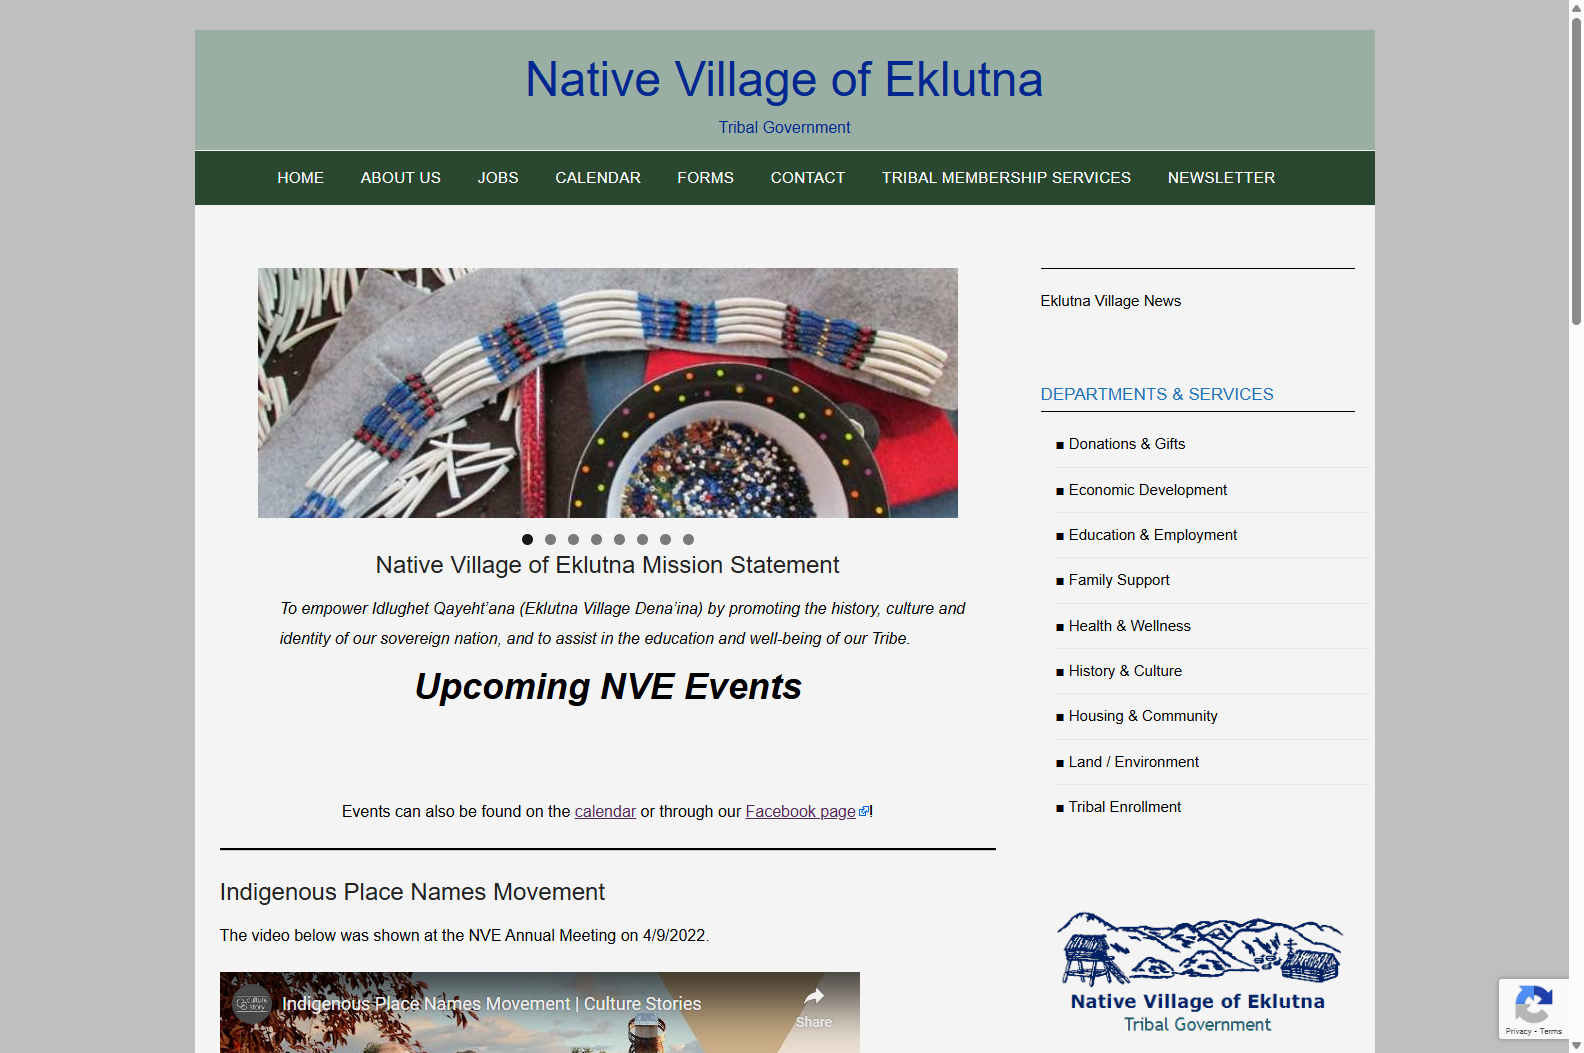 Native Village of Eklutna
Tribal Government
HOME ABOUT US JOBS CALENDAR FORMS CONTACT TRIBAL MEMBERSHIP SERVICES NEWSLETTER
Native Village of Eklutna Mission Statement
To empower Idlughet Qayeht’ana (Eklutna Village Dena’ina) by promoting the history, culture and
identity of our sovereign nation, and to assist in the education and well-being of our Tribe.
Upcoming NVE Events
Events can also be found on the calendar or through our Facebook page!
Indigenous Place Names Movement
The video below was shown at the NVE Annual Meeting on 4/9/2022.
culture story
Indigenous Place Names Movement | Culture Stories
Share
Eklutna Village News
DEPARTMENTS & SERVICES
■ Donations & Gifts
■ Economic Development
■ Education & Employment
■ Family Support
■ Health & Wellness
■ History & Culture
■ Housing & Community
■ Land / Environment
■ Tribal Enrollment
Native Village of Eklutna
Tribal Government
Privacy - Terms